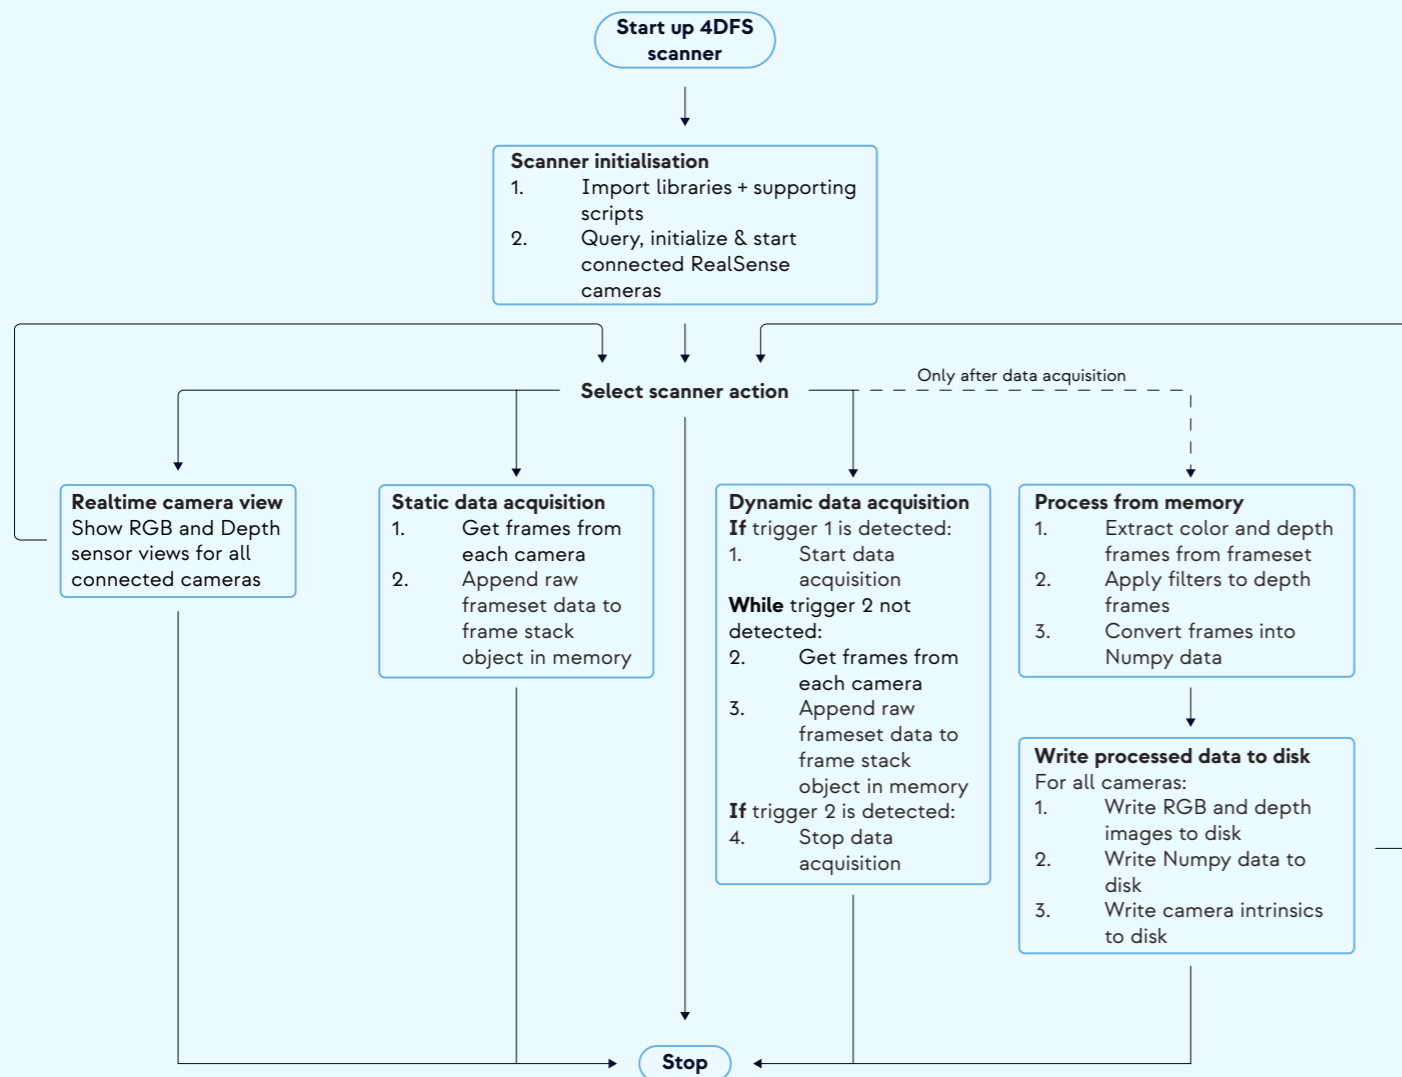 Start up 4DFS
scanner
Scanner initialisation
1. Import libraries + supporting
scripts
2. Query, initialize & start
connected RealSense
cameras
Only after data acquisition
Select scanner action
Realtime camera view
Show RGB and Depth
sensor views for all
connected cameras
Static data acquisition
1. Get frames from
each camera
2. Append raw
frameset data to
frame stack
object in memory
Dynamic data acquisition
If trigger 1 is detected:
1. Start data
acquisition
While trigger 2 not
detected:
2. Get frames from
each camera
3. Append raw
frameset data to
frame stack
object in memory
If trigger 2 is detected:
4. Stop data
acquisition
Process from memory
1. Extract color and depth
frames from frameset
2. Apply filters to depth
frames
3. Convert frames into
Numpy data
Write processed data to disk
For all cameras:
1. Write RGB and depth
images to disk
2. Write Numpy data to
disk
3. Write camera intrinsics
to disk
Stop